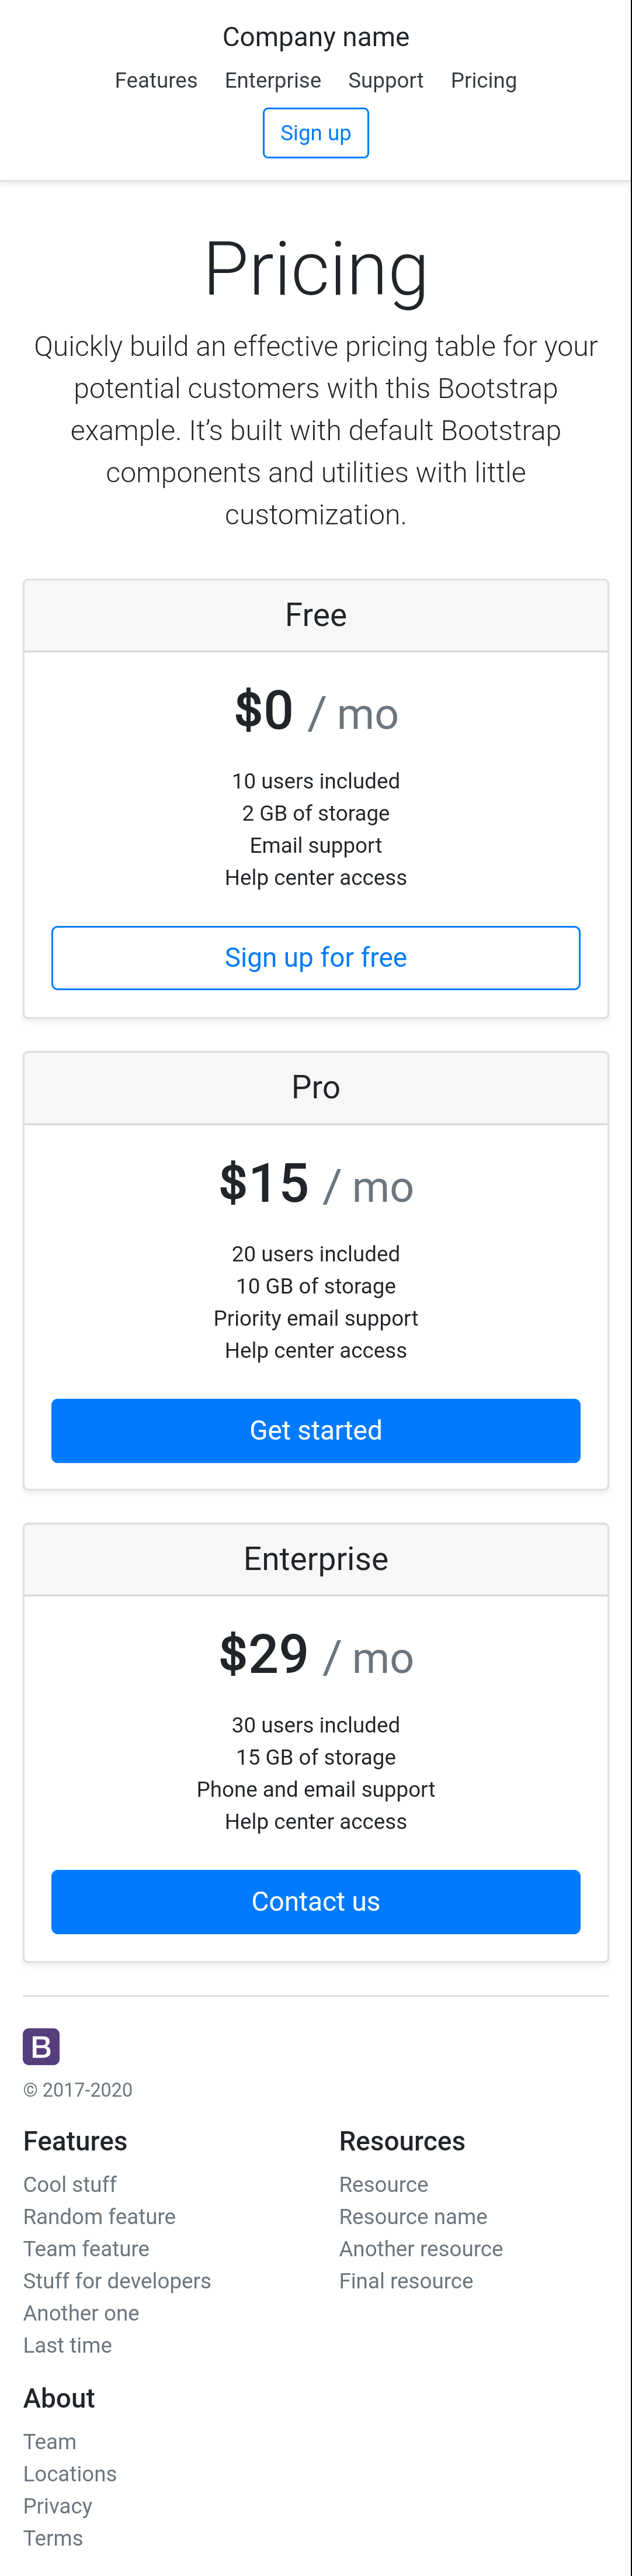 Company name
Features Enterprise Support Pricing
Sign up
Pricing
Quickly build an effective pricing table for your
potential customers with this Bootstrap
example. It’s built with default Bootstrap
components and utilities with little
customization.
Free
$0 / mo
10 users included
2 GB of storage
Email support
Help center access
Sign up for free
Pro
$15 / mo
20 users included
10 GB of storage
Priority email support
Help center access
Get started
Enterprise
$29 / mo
30 users included
15 GB of storage
Phone and email support
Help center access
Contact us
B
© 2017-2020
Features
Cool stuff
Random feature
Team feature
Stuff for developers
Another one
Last time
Resources
Resource
Resource name
Another resource
Final resource
About
Team
Locations
Privacy
Terms